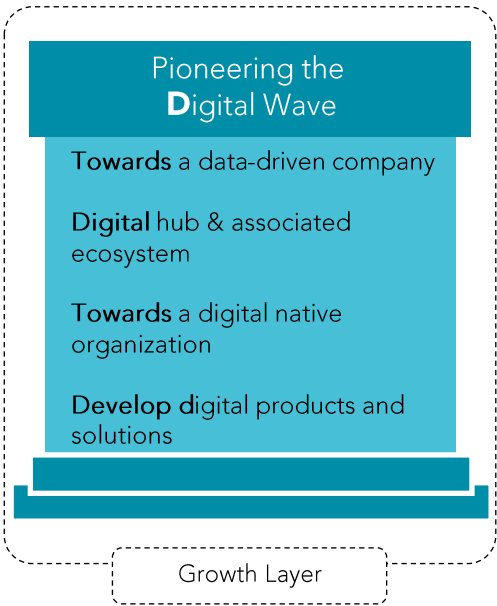 Pioneering the
Digital Wave
Towards a data-driven company
Digital hub & associated
ecosystem
Towards a digital native
organization
Develop digital products and
solutions
Growth Layer